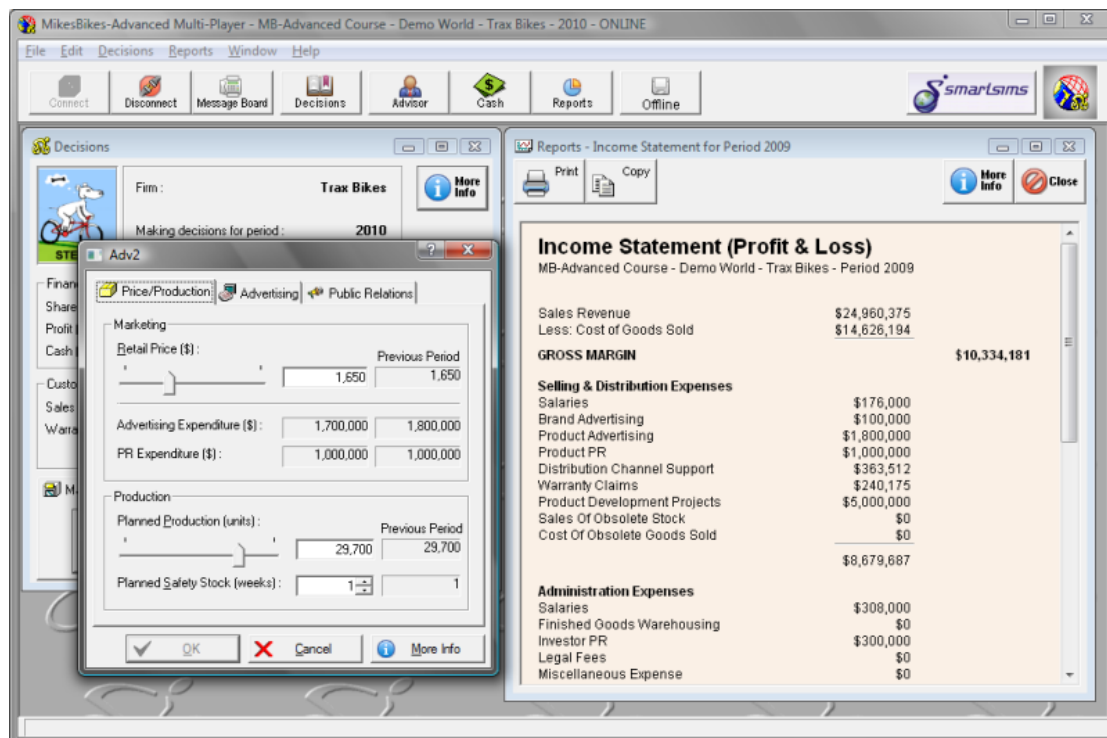 MikesBikes-Advanced Multi-Player - MB-Advanced Course - Demo World - Trax Bikes - 2010 - ONLINE
File Edit Decisions Reports Window Help
Connect Disconnect Message Board Decisions Advisor Cash Reports Offline smartsims
Decisions
Firm : Trax Bikes More Info
Making decisions for period : 2010
STE
Finan
Share
Profit
Cash
Custo
Sales
Warra
M
Adv2
Price/Production Advertising Public Relations
Marketing
Retail Price ($) : Previous Period
1,650 1,650
Advertising Expenditure ($) : 1,700,000 1,800,000
PR Expenditure ($) : 1,000,000 1,000,000
Production
Planned Production (units) : Previous Period
29,700 29,700
Planned Safety Stock (weeks) : 1 1
OK Cancel More Info
Reports - Income Statement for Period 2009
Print Copy More Info Close
Income Statement (Profit & Loss)
MB-Advanced Course - Demo World - Trax Bikes - Period 2009
Sales Revenue $24,960,375
Less: Cost of Goods Sold $14,626,194
GROSS MARGIN $10,334,181
Selling & Distribution Expenses
Salaries $176,000
Brand Advertising $100,000
Product Advertising $1,800,000
Product PR $1,000,000
Distribution Channel Support $363,512
Warranty Claims $240,175
Product Development Projects $5,000,000
Sales Of Obsolete Stock $0
Cost Of Obsolete Goods Sold $0
$8,679,687
Administration Expenses
Salaries $308,000
Finished Goods Warehousing $0
Investor PR $300,000
Legal Fees $0
Miscellaneous Expense $0